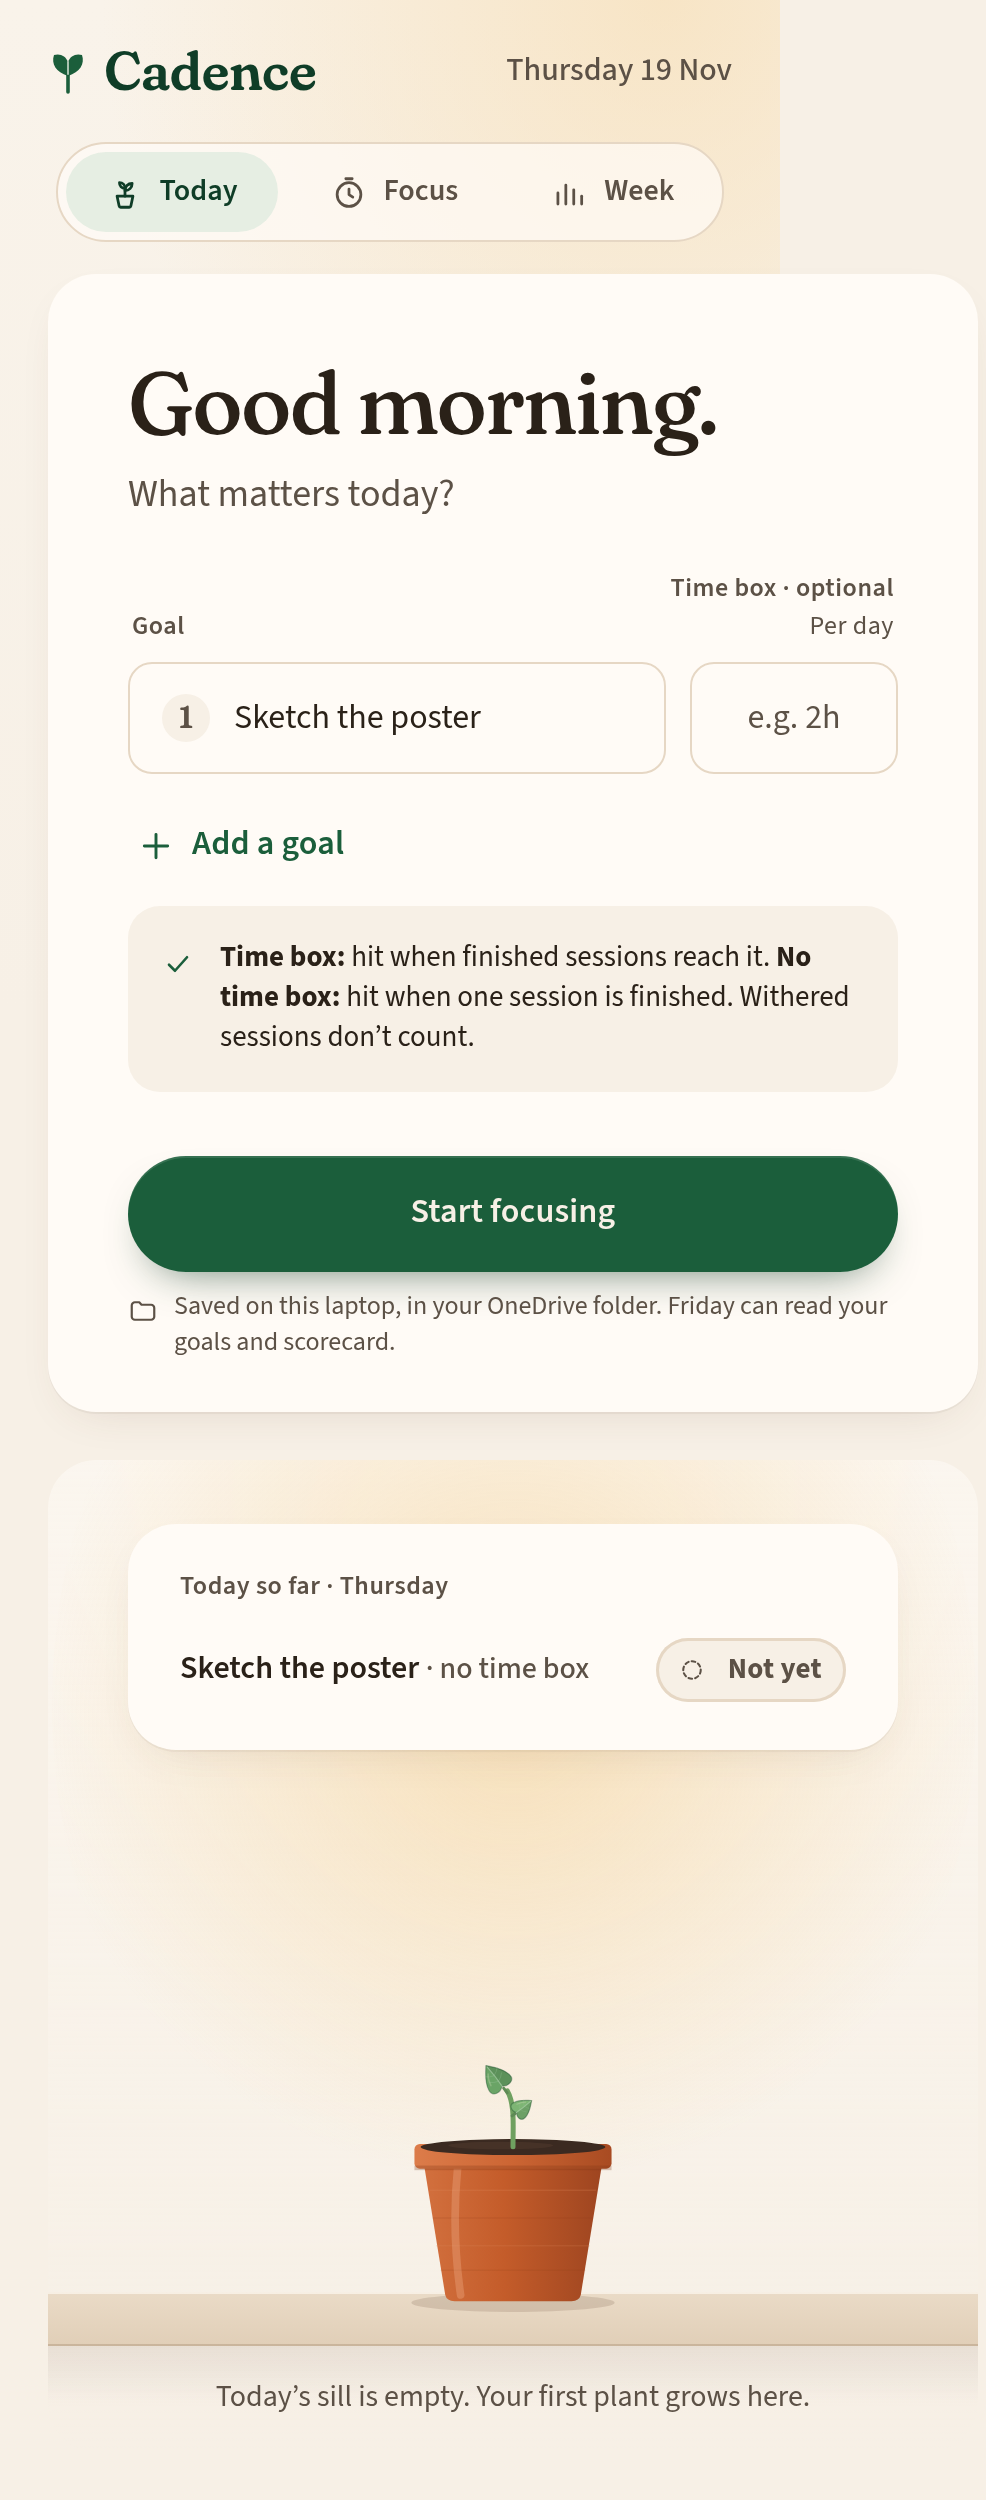 Cadence
Thursday 19 Nov
Today
Focus
Week
Good morning.
What matters today?
Time box · optional
Goal
Per day
1
Sketch the poster
e.g. 2h
Add a goal
Time box: hit when finished sessions reach it. No
time box: hit when one session is finished. Withered
sessions don’t count.
Start focusing
Saved on this laptop, in your OneDrive folder. Friday can read your
goals and scorecard.
Today so far · Thursday
Sketch the poster · no time box
Not yet
Today’s sill is empty. Your first plant grows here.